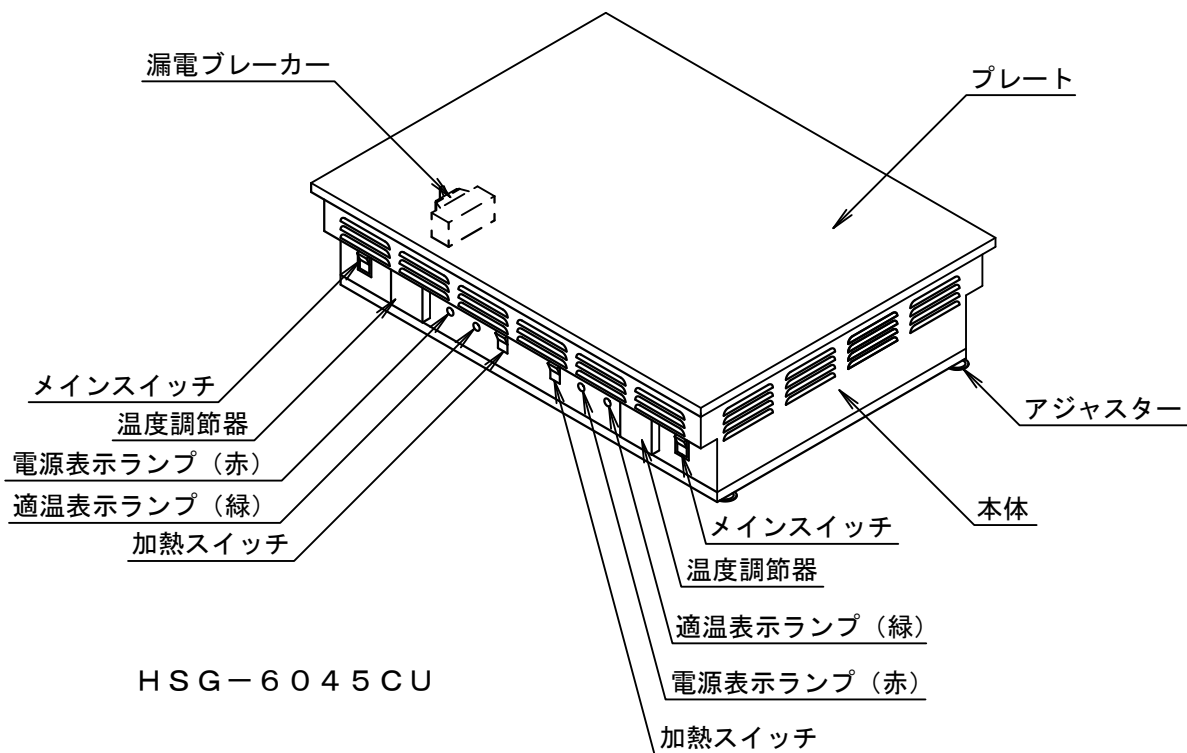 漏電ブレーカー
プレート
メインスイッチ
温度調節器
電源表示ランプ（赤）
適温表示ランプ（緑）
加熱スイッチ
アジャスター
本体
メインスイッチ
温度調節器
適温表示ランプ（緑）
電源表示ランプ（赤）
加熱スイッチ
ＨＳＧ－６０４５ＣＵ